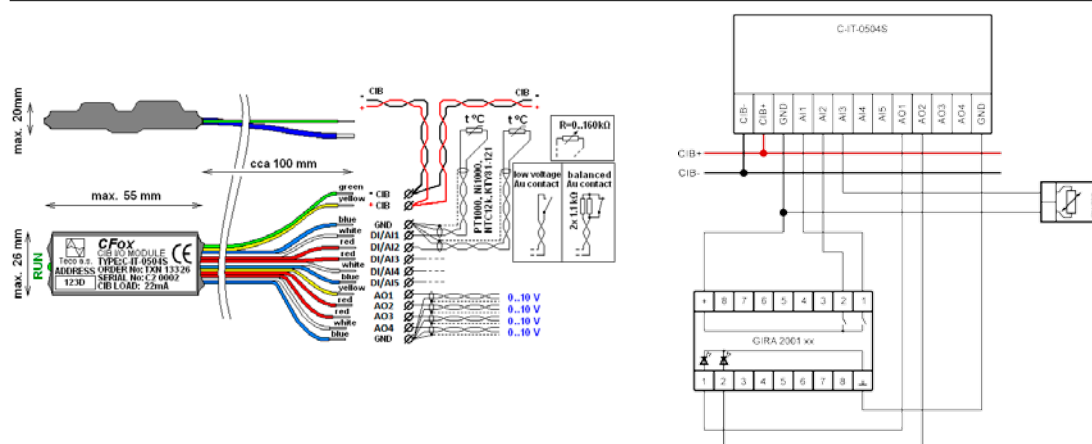 max. 20mm
cca 100 mm
max. 55 mm
max. 26 mm
RUN
Teco a.s.
CFox
CIB I/O MODULE
TYPE:C-IT-0504S
ORDER No: TXN 13326
SERIAL No: C2 0002
CIB LOAD: 22mA
ADDRESS
123D
CE
green
yellow
blue
white
red
red
white
blue
yellow
red
red
white
blue
- CIB
+
CIB -
+
- CIB
+ CIB
GND
DI/AI1
DI/AI2
DI/AI3
DI/AI4
DI/AI5
AO1
AO2
AO3
AO4
GND
0..10 V
0..10 V
0..10 V
0..10 V
t °C
t °C
PT1000, Ni1000,
NTC12k, KTY81-121
R=0..160kΩ
low voltage
Au contact
balanced
Au contact
2x 1,1kΩ
C-IT-0504S
CIB- CIB+ GND AI1 AI2 AI3 AI4 AI5 AO1 AO2 AO3 AO4 GND
CIB+
CIB-
+ 8 7 6 5 4 3 2 1
GIRA 2001 xx
1 2 3 4 5 6 7 8